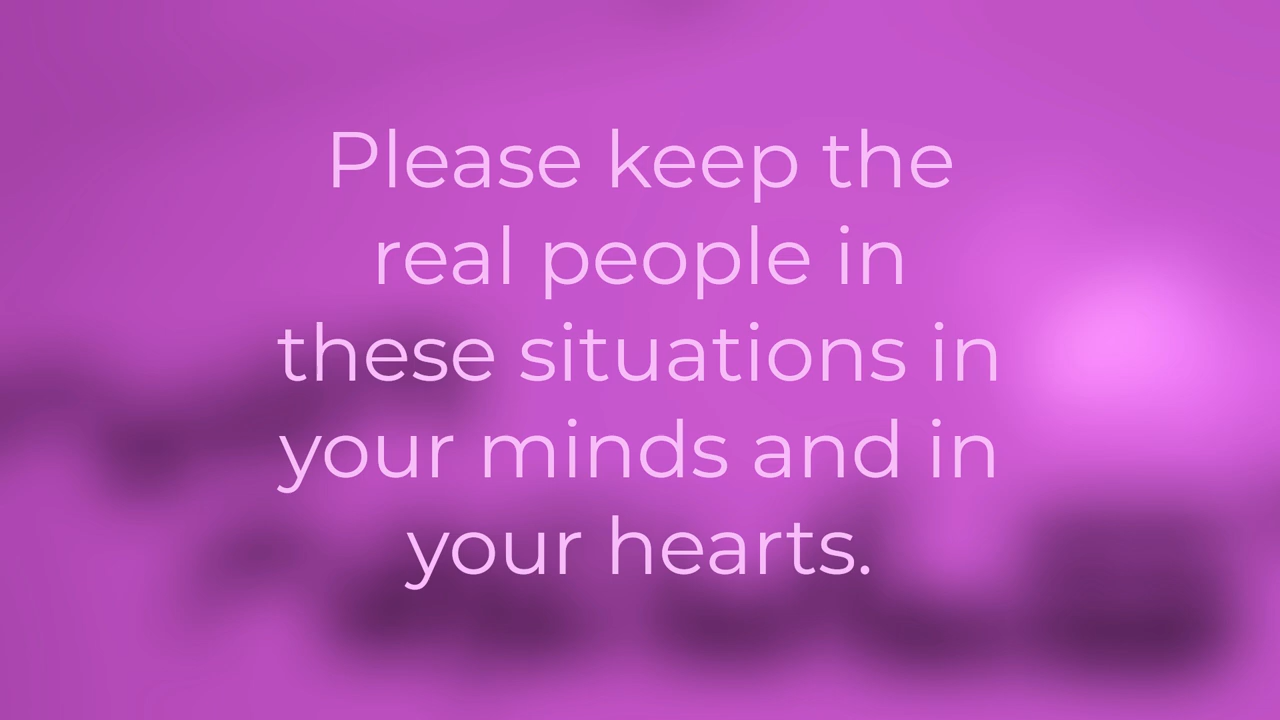 Please keep the
real people in
these situations in
your minds and in
your hearts.